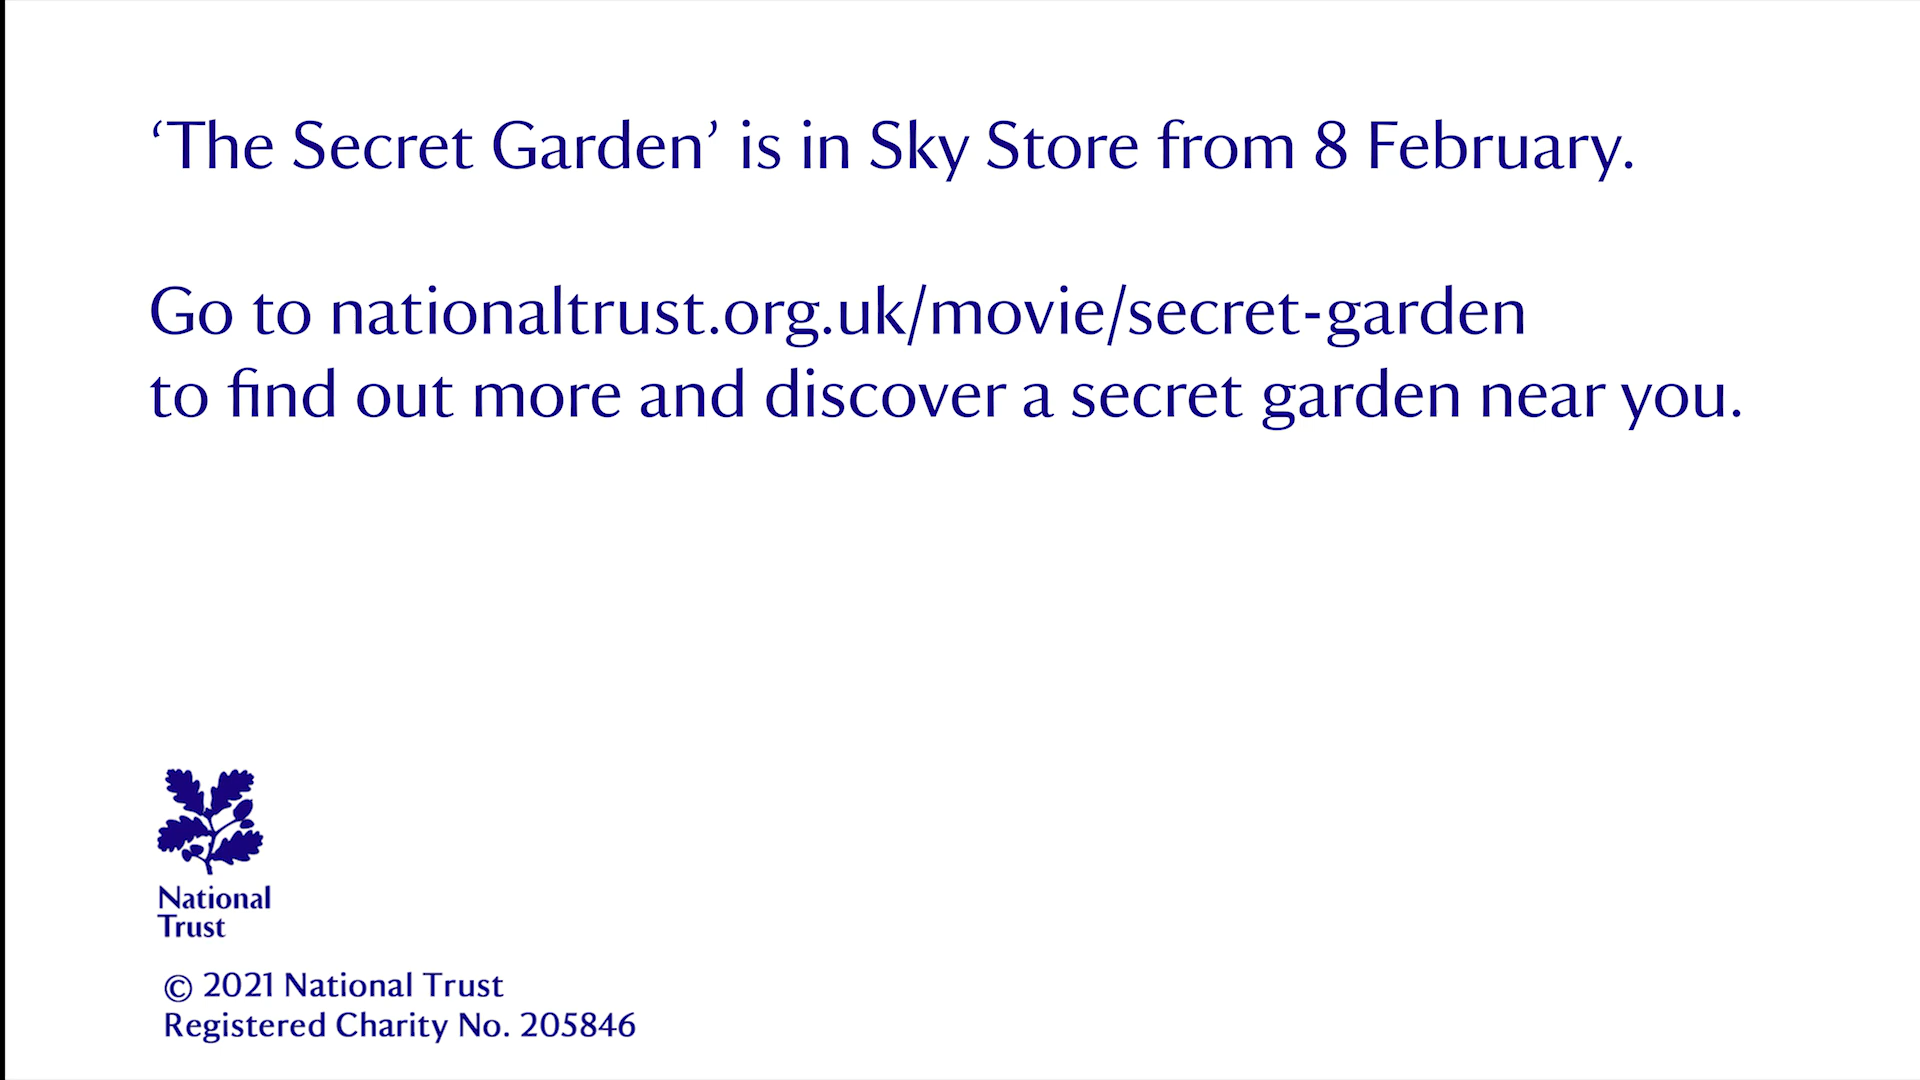 ‘The Secret Garden’ is in Sky Store from 8 February.
Go to nationaltrust.org.uk/movie/secret-garden
to find out more and discover a secret garden near you.
National
Trust
© 2021 National Trust
Registered Charity No. 205846